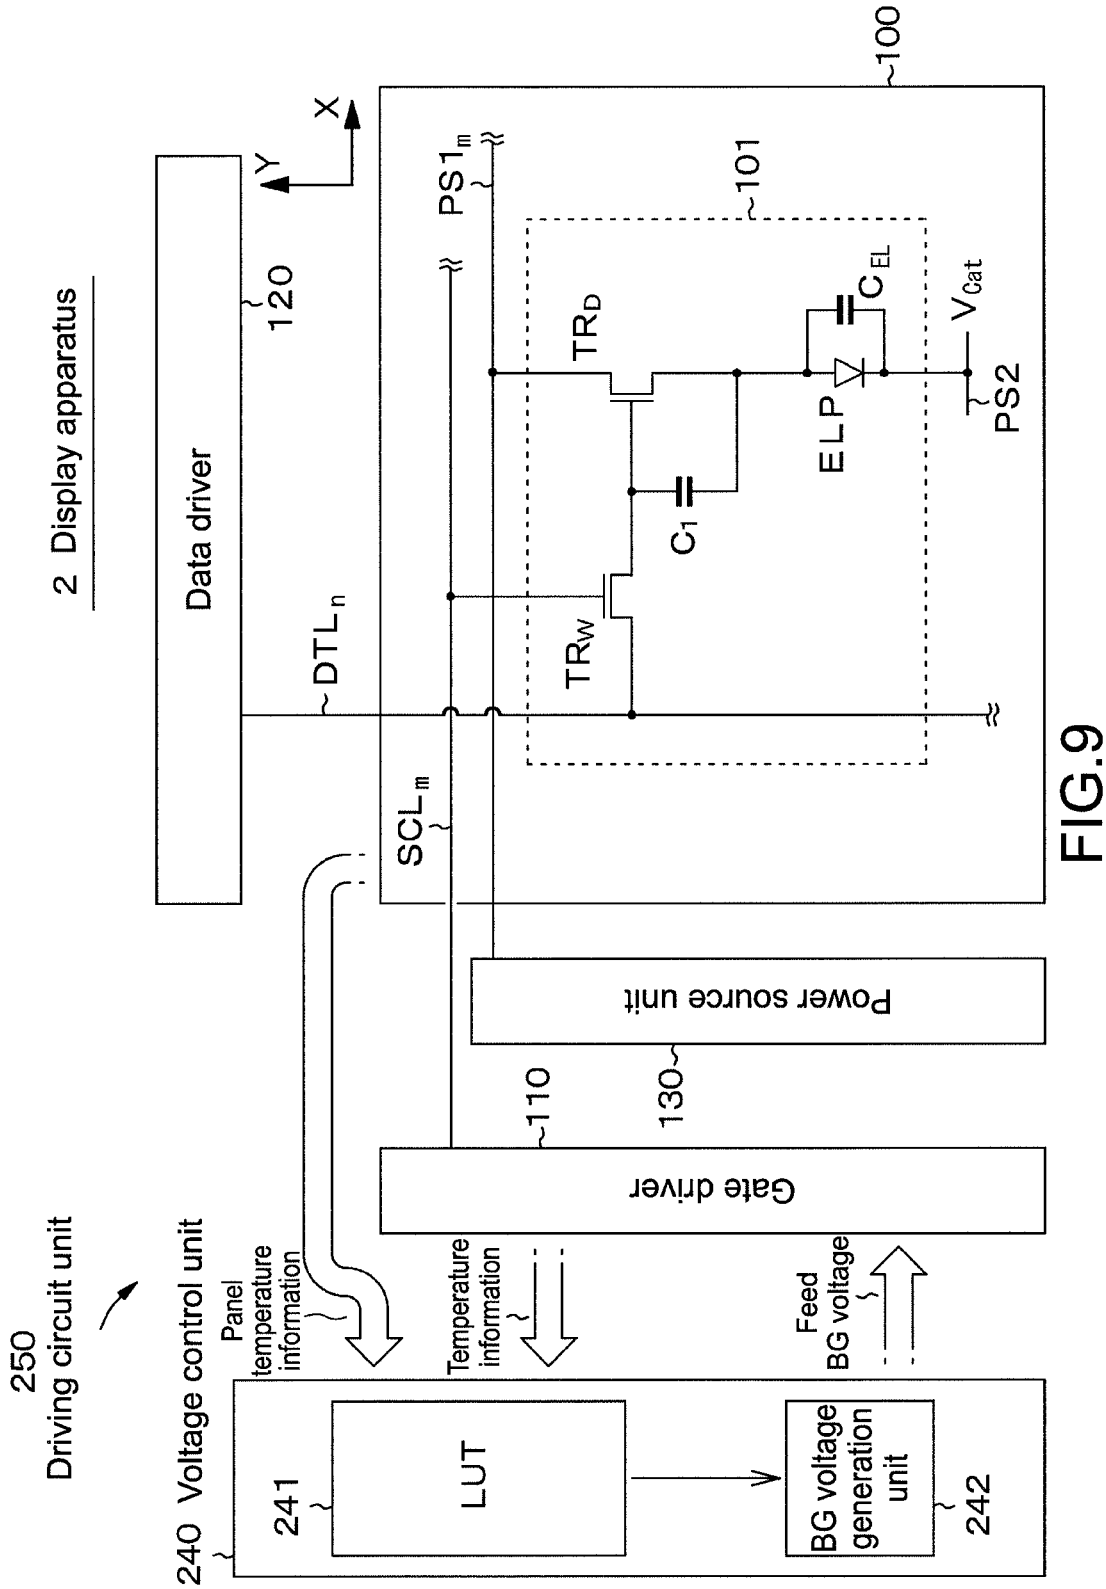 2 Display apparatus
250
Driving circuit unit
240 Voltage control unit
241
LUT
BG voltage
generation
unit
242
Panel
temperature
information
Temperature
information
Feed
BG voltage
110
Gate driver
130
Power source unit
Data driver
120
DTLn
Y
X
SCLm
PS1m
100
101
TRW
TRD
C1
ELP
CEL
VCat
PS2
FIG.9